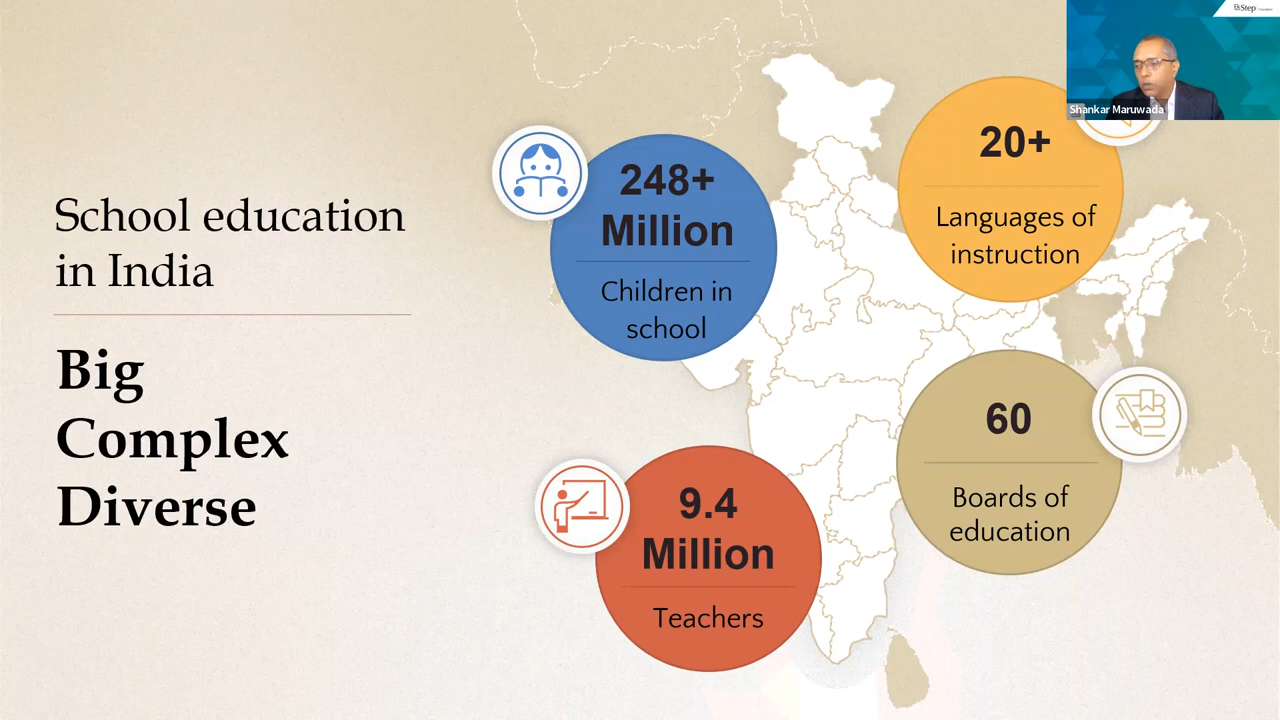 School education
in India
Big
Complex
Diverse
248+
Million
Children in
school
20+
Languages of
instruction
60
Boards of
education
9.4
Million
Teachers
Shankar Maruwada
Step